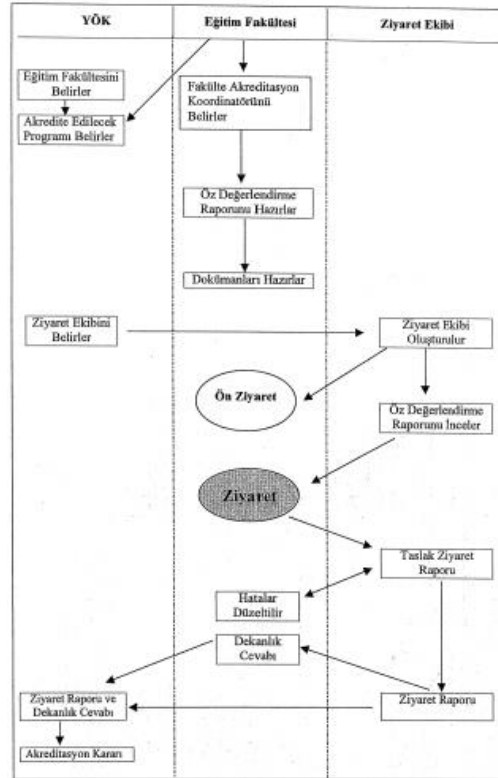 YÖK
Eğitim Fakültesi
Ziyaret Ekibi
Eğitim Fakültesini
Belirler
Akredite Edilecek
Programı Belirler
Fakülte Akreditasyon
Koordinatörünü
Belirler
Öz Değerlendirme
Raporunu Hazırlar
Dokümanları Hazırlar
Ziyaret Ekibini
Belirler
Ziyaret Ekibi
Oluşturulur
Ön Ziyaret
Öz Değerlendirme
Raporunu İnceler
Ziyaret
Taslak Ziyaret
Raporu
Hatalar
Düzeltilir
Dekanlık
Cevabı
Ziyaret Raporu ve
Dekanlık Cevabı
Ziyaret Raporu
Akreditasyon Kararı